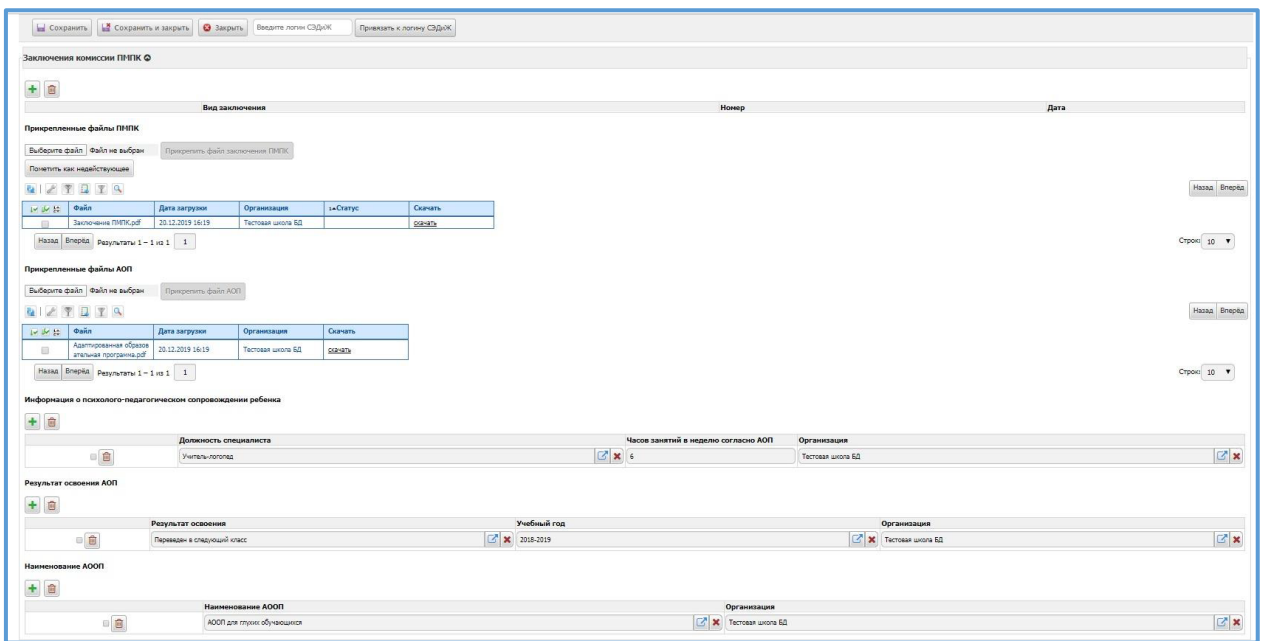 Сохранить Сохранить и закрыть Закрыть Введите логин СЭДиЖ Привязать к логину СЭДиЖ
Заключения комиссии ПМПК
Вид заключения Номер Дата
Прикрепленные файлы ПМПК
Выберите файл Файл не выбран Прикрепить файл заключения ПМПК
Пометить как недействующее
Назад Вперёд
Файл Дата загрузки Организация 1 Статус Скачать
Заключение ПМПК.pdf 20.12.2019 16:19 Тестовая школа БД скачать
Назад Вперёд Результаты 1 – 1 из 1 1 Строк: 10
Прикрепленные файлы АОП
Выберите файл Файл не выбран Прикрепить файл АОП
Назад Вперёд
Файл Дата загрузки Организация Скачать
Адаптированная образов
ательная программа.pdf 20.12.2019 16:19 Тестовая школа БД скачать
Назад Вперёд Результаты 1 – 1 из 1 1 Строк: 10
Информация о психолого-педагогическом сопровождении ребенка
Должность специалиста Часов занятий в неделю согласно АОП Организация
Учитель-логопед 6 Тестовая школа БД
Результат освоения АОП
Результат освоения Учебный год Организация
Переведен в следующий класс 2018-2019 Тестовая школа БД
Наименование АООП
Наименование АООП Организация
АООП для глухих обучающихся Тестовая школа БД